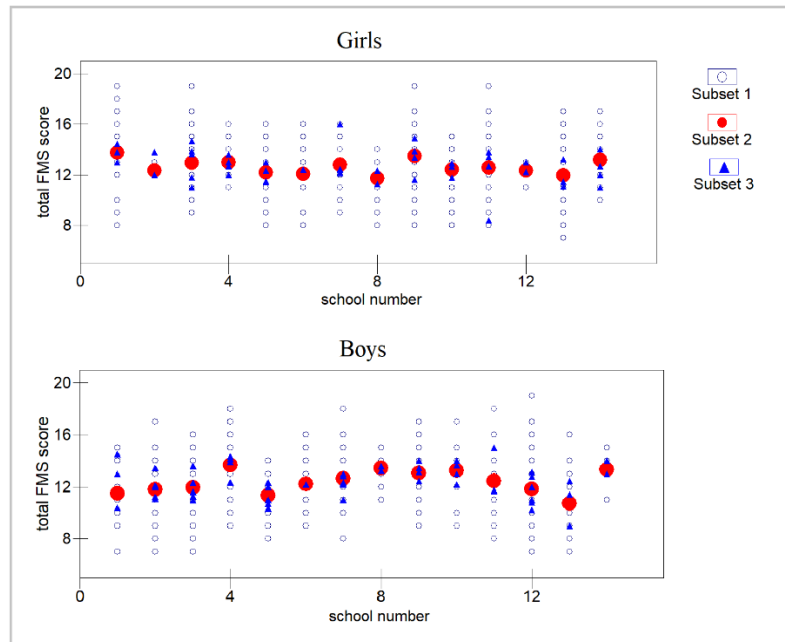 Girls
20
16
12
8
0
4
8
12
total FMS score
school number
Subset 1
Subset 2
Subset 3
Boys
20
16
12
8
0
4
8
12
total FMS score
school number